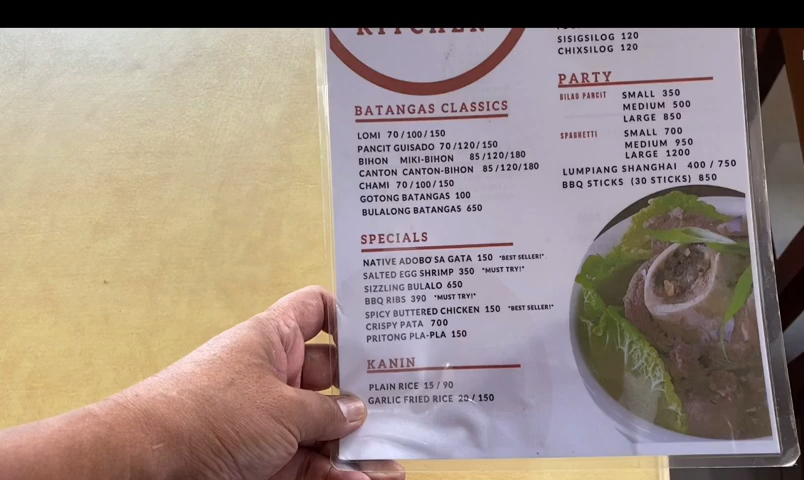 KITCHEN
BATANGAS CLASSICS
LOMI 70/100/150
PANCIT GUISADO 70/120/150
BIHON MIKI-BIHON 85/120/180
CANTON CANTON-BIHON 85/120/180
CHAMI 70/100/150
GOTONG BATANGAS 100
BULALONG BATANGAS 650
SPECIALS
NATIVE ADOBO SA GATA 150 *BEST SELLER!*
SALTED EGG SHRIMP 350 *MUST TRY!*
SIZZLING BULALO 650
BBQ RIBS 390 *MUST TRY!*
SPICY BUTTERED CHICKEN 150 *BEST SELLER!*
CRISPY PATA 700
PRITONG PLA-PLA 150
KANIN
PLAIN RICE 15 / 90
GARLIC FRIED RICE 20 / 150
SISIGSILOG 120
CHIXSILOG 120
PARTY
BILAO PANCIT SMALL 350
MEDIUM 500
LARGE 850
SPAGHETTI SMALL 700
MEDIUM 950
LARGE 1200
LUMPIANG SHANGHAI 400 / 750
BBQ STICKS (30 STICKS) 850